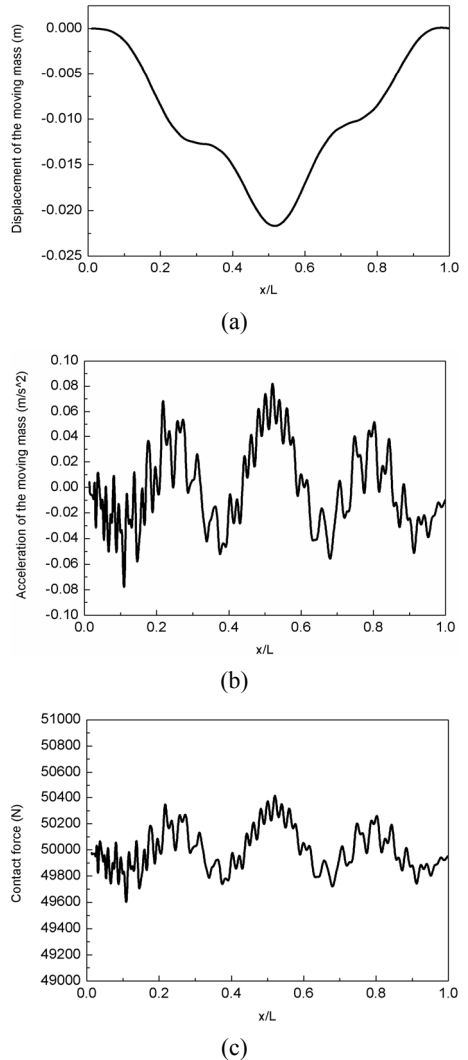 Displacement of the moving mass (m)
0.000
-0.005
-0.010
-0.015
-0.020
-0.025
0.0 0.2 0.4 0.6 0.8 1.0
x/L
(a)
Acceleration of the moving mass (m/s^2)
0.10
0.08
0.06
0.04
0.02
0.00
-0.02
-0.04
-0.06
-0.08
-0.10
0.0 0.2 0.4 0.6 0.8 1.0
x/L
(b)
Contact force (N)
51000
50800
50600
50400
50200
50000
49800
49600
49400
49200
49000
0.0 0.2 0.4 0.6 0.8 1.0
x/L
(c)